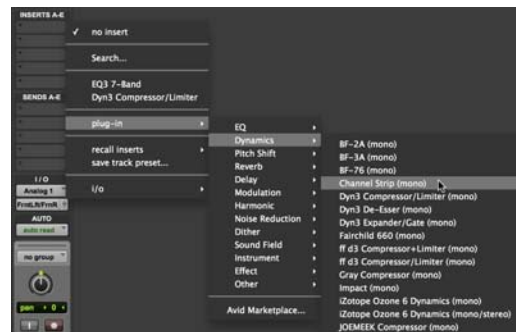 INSERTS A-E
no insert
Search...
EQ3 7-Band
Dyn3 Compressor/Limiter
SENDS A-E
plug-in
recall inserts
save track preset...
i/o
I/O
Analog 1
FrntLR/FrnR
AUTO
auto read
no group
pan
0
I
EQ
Dynamics
Pitch Shift
Reverb
Delay
Modulation
Harmonic
Noise Reduction
Dither
Sound Field
Instrument
Effect
Other
Avid Marketplace...
BF-2A (mono)
BF-3A (mono)
BF-76 (mono)
Channel Strip (mono)
Dyn3 Compressor/Limiter (mono)
Dyn3 De-Esser (mono)
Dyn3 Expander/Gate (mono)
Fairchild 660 (mono)
ff d3 Compressor+Limiter (mono)
ff d3 Compressor/Limiter (mono)
Gray Compressor (mono)
Impact (mono)
iZotope Ozone 6 Dynamics (mono)
iZotope Ozone 6 Dynamics (mono/stereo)
JOEMEEK Compressor (mono)